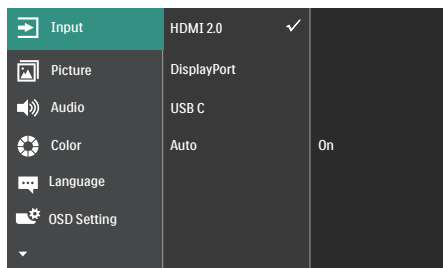 Input
HDMI 2.0
Picture
DisplayPort
Audio
USB C
Color
Auto
On
Language
OSD Setting